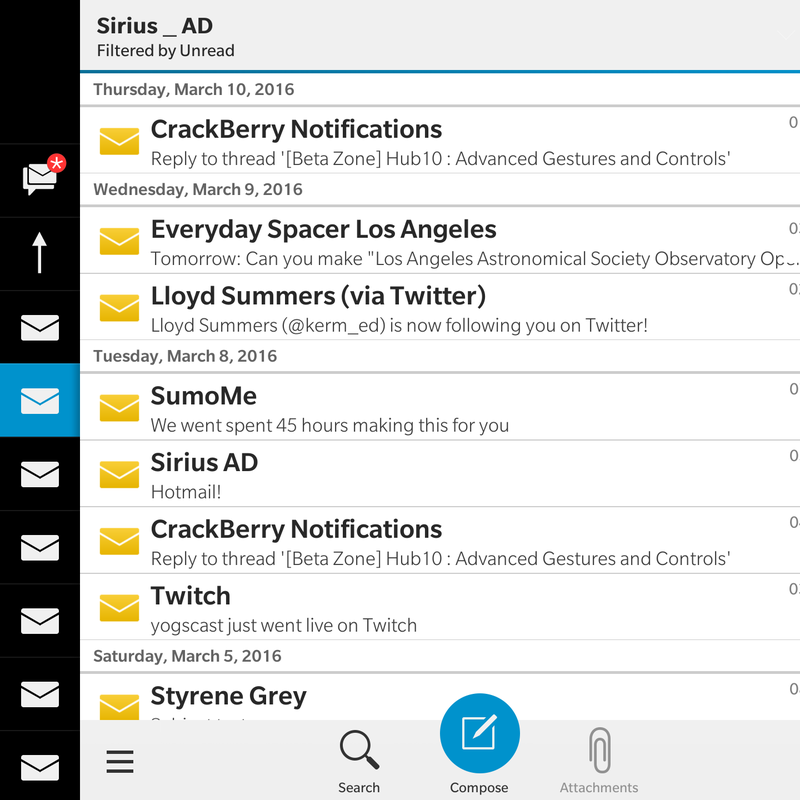 Sirius _ AD
Filtered by Unread
Thursday, March 10, 2016
CrackBerry Notifications
Reply to thread '[Beta Zone] Hub10 : Advanced Gestures and Controls'
Wednesday, March 9, 2016
Everyday Spacer Los Angeles
Tomorrow: Can you make "Los Angeles Astronomical Society Observatory Op...
Lloyd Summers (via Twitter)
Lloyd Summers (@kerm_ed) is now following you on Twitter!
Tuesday, March 8, 2016
SumoMe
We went spent 45 hours making this for you
Sirius AD
Hotmail!
CrackBerry Notifications
Reply to thread '[Beta Zone] Hub10 : Advanced Gestures and Controls'
Twitch
yogscast just went live on Twitch
Saturday, March 5, 2016
Styrene Grey
Search
Compose
Attachments